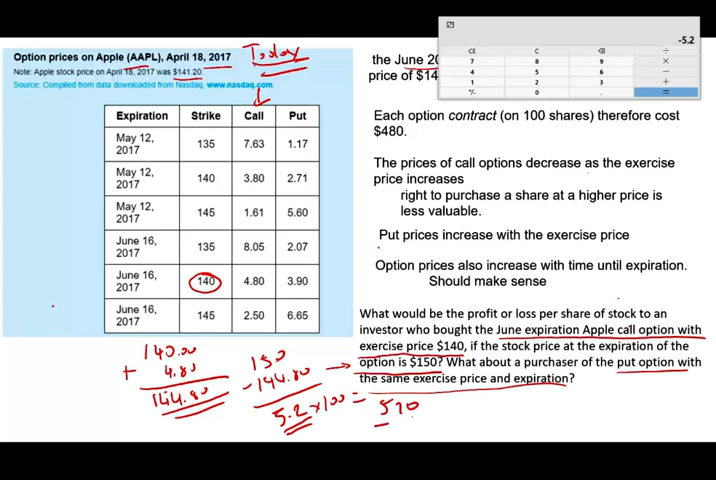 Option prices on Apple (AAPL), April 18, 2017
Note: Apple stock price on April 18, 2017 was $141.20.
Source: Compiled from data downloaded from Nasdaq, www.nasdaq.com.
Today
Expiration Strike Call Put
May 12, 2017 135 7.63 1.17
May 12, 2017 140 3.80 2.71
May 12, 2017 145 1.61 5.60
June 16, 2017 135 8.05 2.07
June 16, 2017 140 4.80 3.90
June 16, 2017 145 2.50 6.65
140.00
+ 4.80
144.80
150
-144.80
5.2 x 100 = 520
-5.2
CE C ⌫ ÷
7 8 9 ×
4 5 6 −
1 2 3 +
+/- 0 . =
the June 20
price of $14
Each option contract (on 100 shares) therefore cost
$480.
The prices of call options decrease as the exercise
price increases
right to purchase a share at a higher price is
less valuable.
Put prices increase with the exercise price
Option prices also increase with time until expiration.
Should make sense
What would be the profit or loss per share of stock to an
investor who bought the June expiration Apple call option with
exercise price $140, if the stock price at the expiration of the
option is $150? What about a purchaser of the put option with
the same exercise price and expiration?